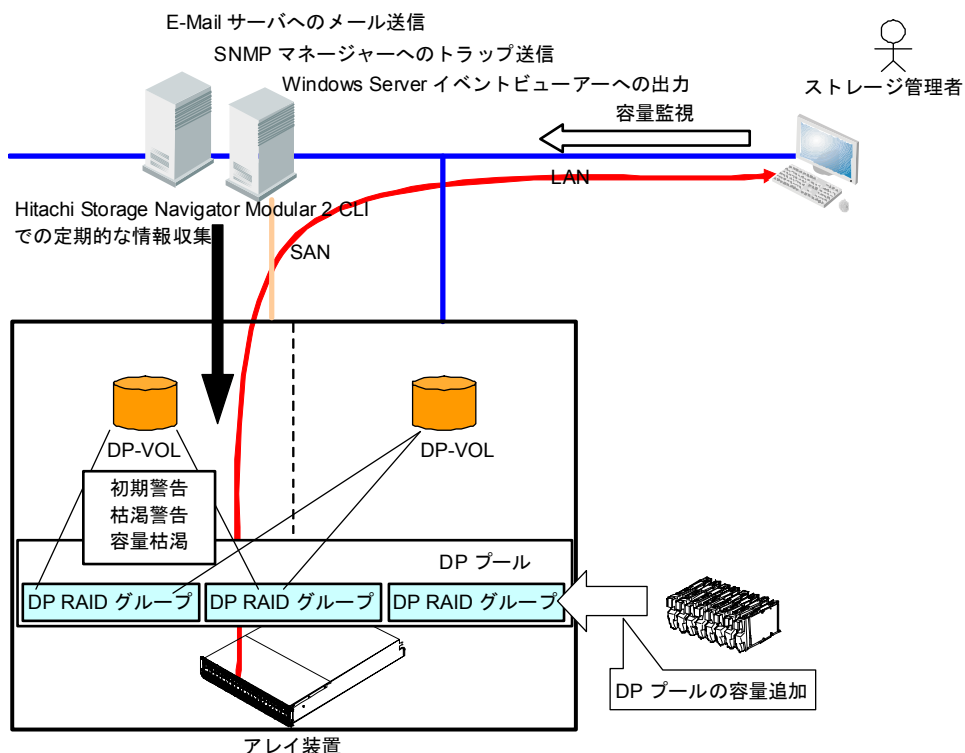 E-Mail サーバへのメール送信
SNMP マネージャーへのトラップ送信
Windows Server イベントビューアーへの出力
ストレージ管理者
容量監視
LAN
Hitachi Storage Navigator Modular 2 CLI
での定期的な情報収集
SAN
DP-VOL
DP-VOL
初期警告
枯渇警告
容量枯渇
DP プール
DP RAID グループ
DP RAID グループ
DP RAID グループ
DP プールの容量追加
アレイ装置